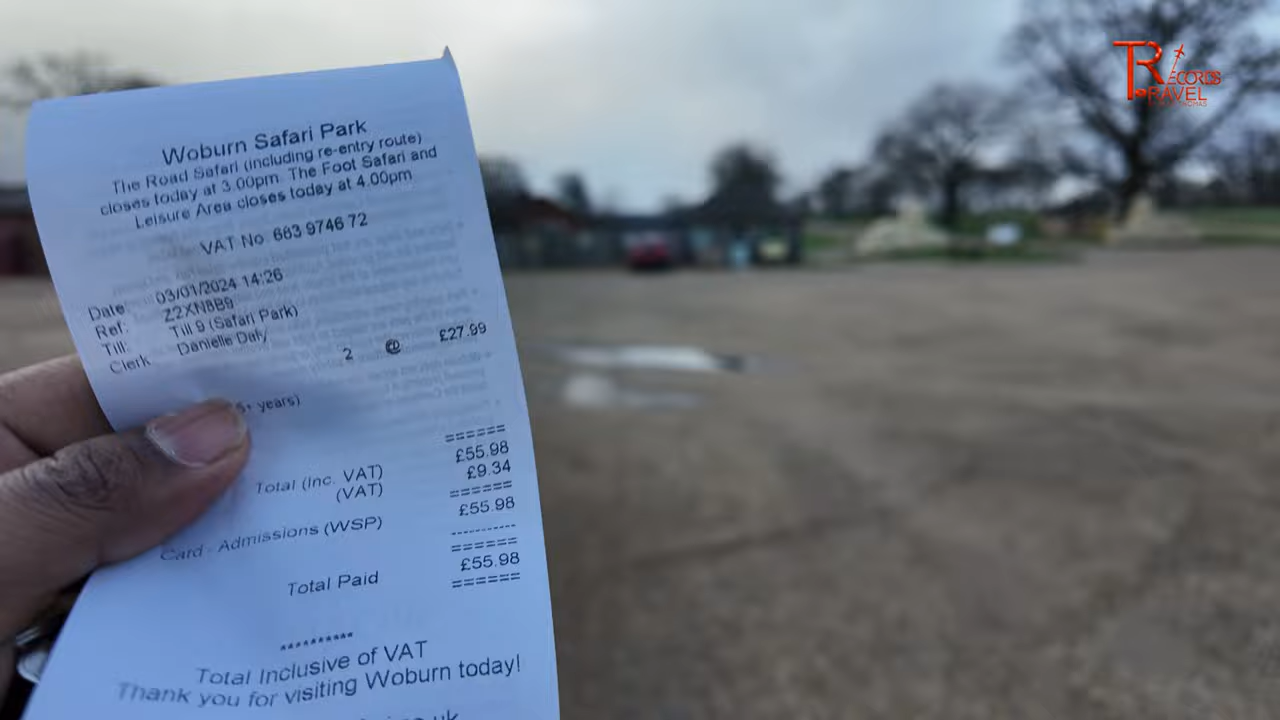 Woburn Safari Park
The Road Safari (including re-entry route)
closes today at 3.00pm. The Foot Safari and
Leisure Area closes today at 4.00pm
VAT No. 663 9746 72
Date: 03/01/2024 14:26
Ref: Z2XN8B9
Till: Till 9 (Safari Park)
Clerk Danielle Daly
2 @ £27.99
years)
======
£55.98
Total (Inc. VAT) £9.34
(VAT) ======
£55.98
Card - Admissions (WSP) ----------
======
£55.98
Total Paid ======
**********
Total Inclusive of VAT
Thank you for visiting Woburn today!
TRECORDS
TRAVEL